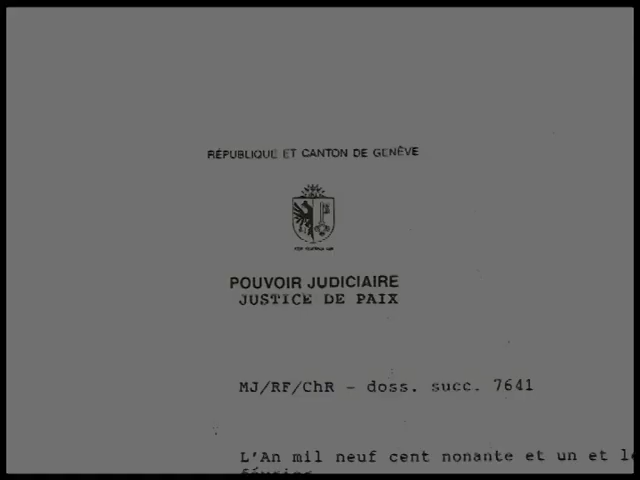 RÉPUBLIQUE ET CANTON DE GENÈVE
POUVOIR JUDICIAIRE
JUSTICE DE PAIX
MJ/RF/ChR - doss. succ. 7641
L'An mil neuf cent nonante et un et le
février